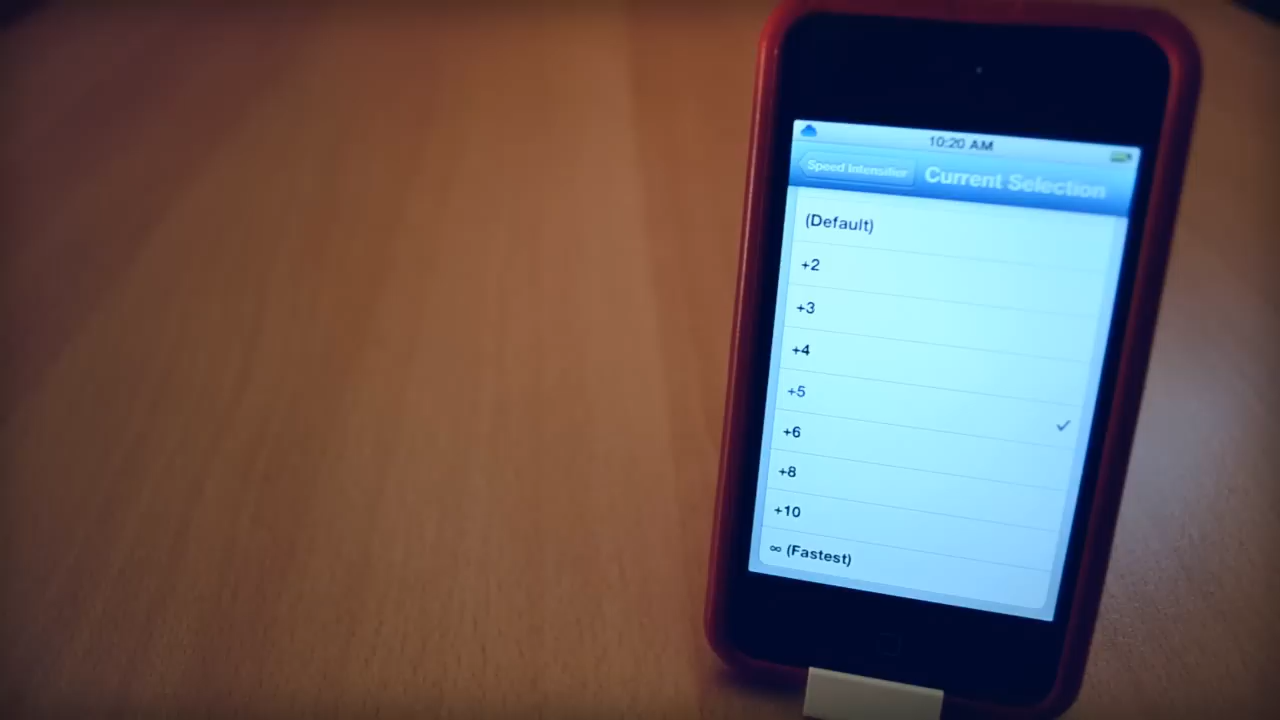 10:20 AM
Speed Intensifier
Current Selection
(Default)
+2
+3
+4
+5
+6
+8
+10
∞ (Fastest)